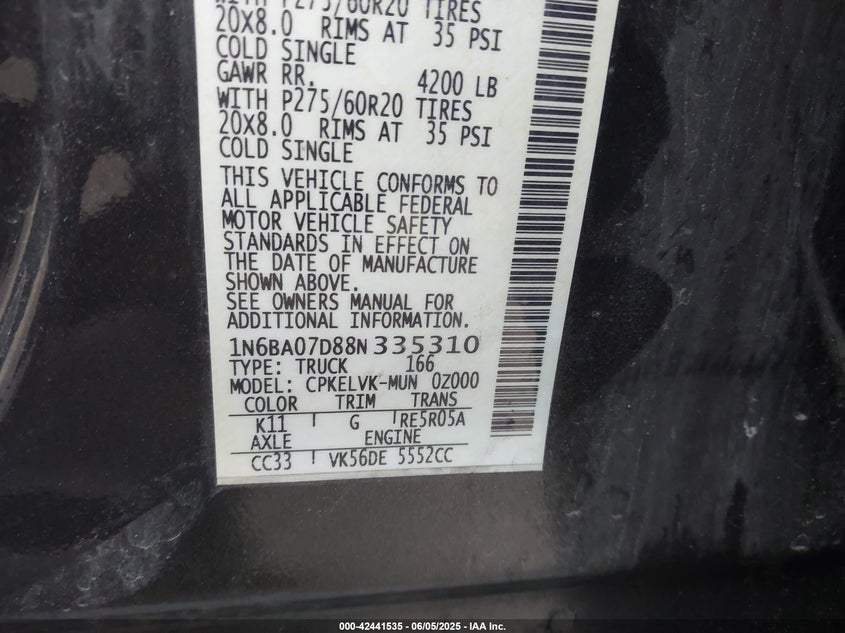 WITH P275/60R20 TIRES
20X8.0 RIMS AT 35 PSI
COLD SINGLE
GAWR RR. 4200 LB
WITH P275/60R20 TIRES
20X8.0 RIMS AT 35 PSI
COLD SINGLE
THIS VEHICLE CONFORMS TO
ALL APPLICABLE FEDERAL
MOTOR VEHICLE SAFETY
STANDARDS IN EFFECT ON
THE DATE OF MANUFACTURE
SHOWN ABOVE.
SEE OWNERS MANUAL FOR
ADDITIONAL INFORMATION.
1N6BA07D88N335310
TYPE: TRUCK 166
MODEL: CPKELVK-MUN 0Z000
COLOR TRIM TRANS
K11 G RE5R05A
AXLE ENGINE
CC33 VK56DE 5552CC
000-42441535 - 06/05/2025 - IAA Inc.